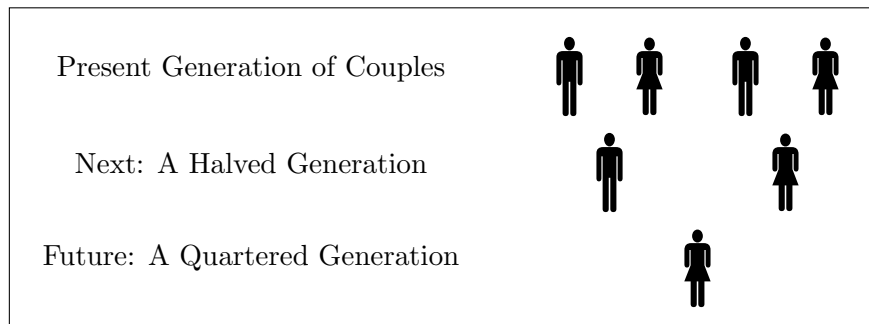 Present Generation of Couples
Next: A Halved Generation
Future: A Quartered Generation